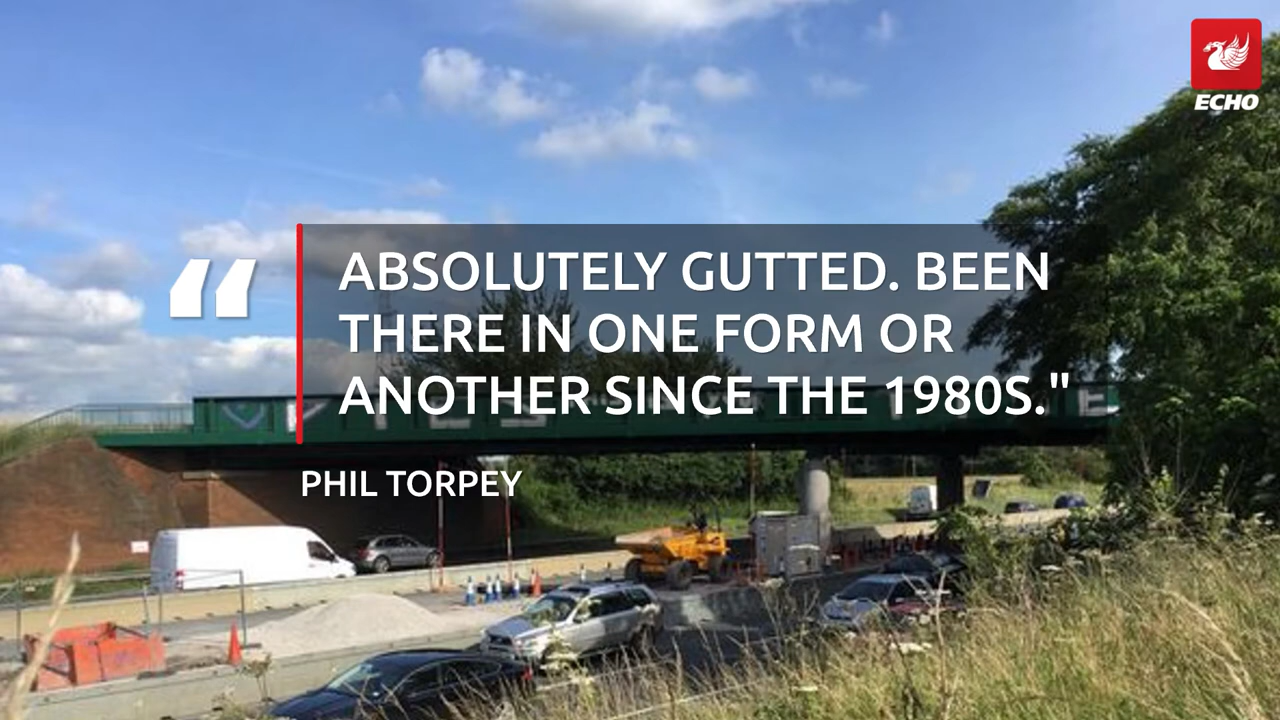 ECHO
“
ABSOLUTELY GUTTED. BEEN
THERE IN ONE FORM OR
ANOTHER SINCE THE 1980S."
PHIL TORPEY